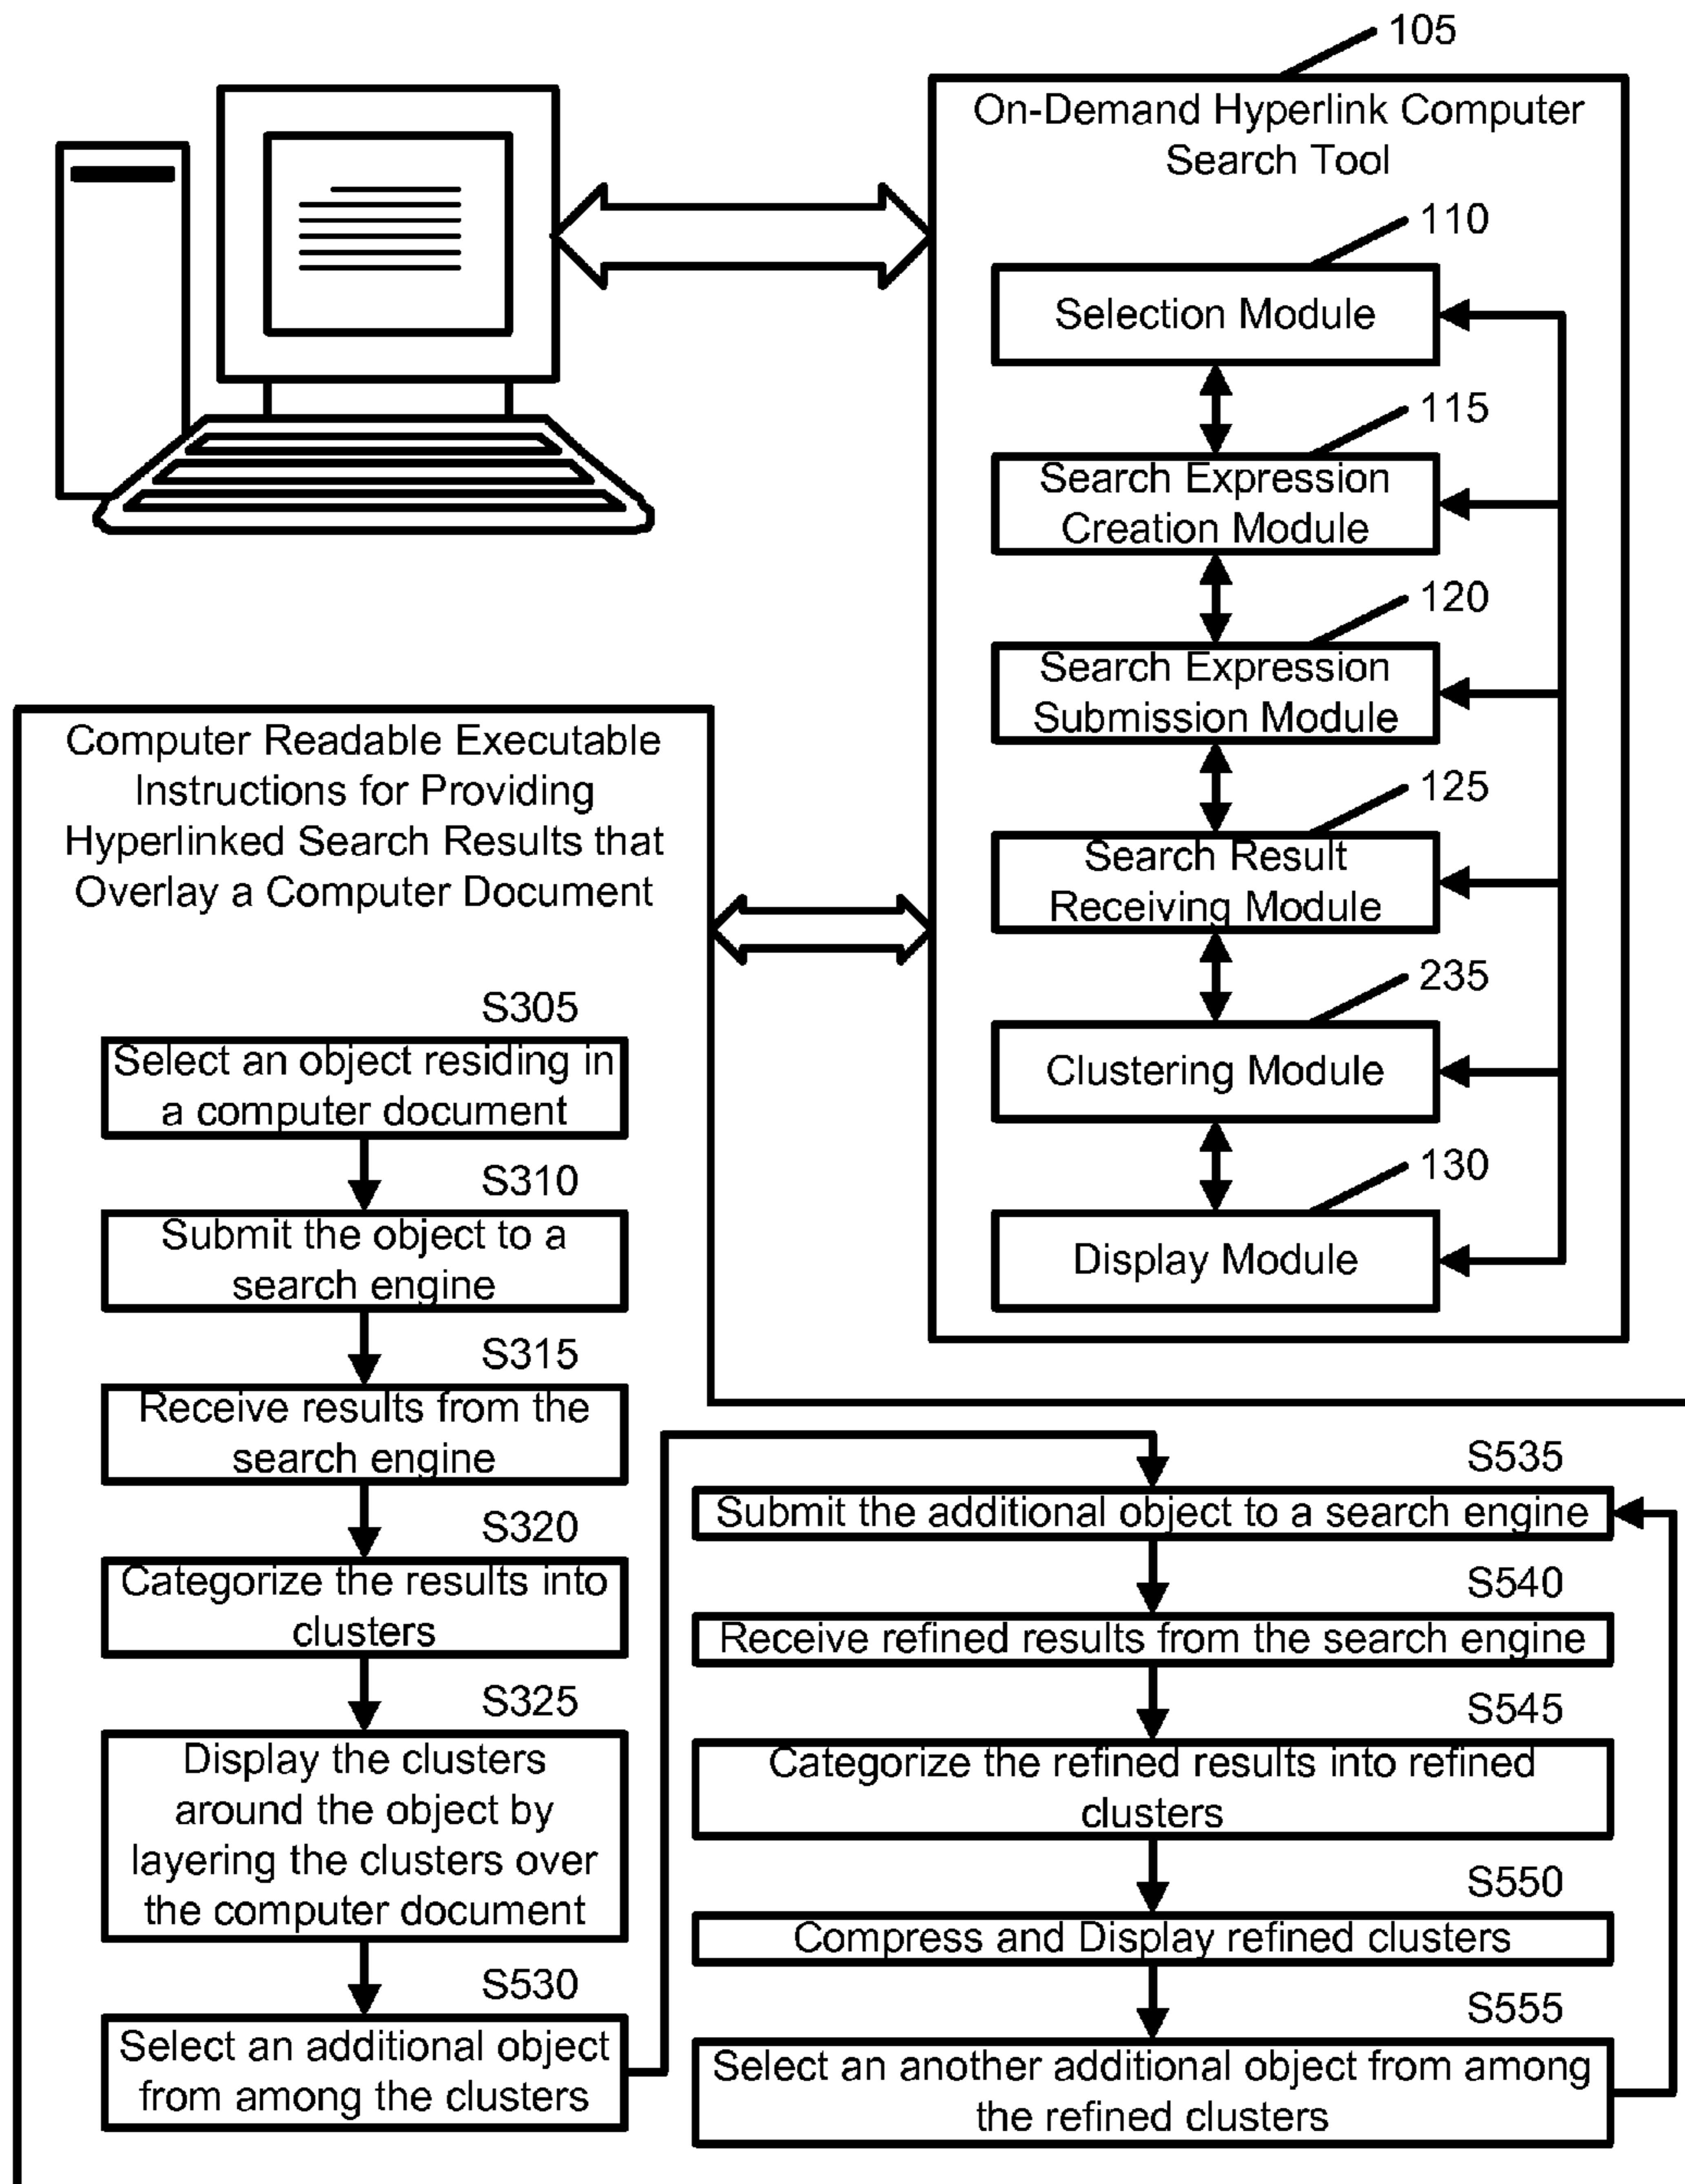 105
On-Demand Hyperlink Computer
Search Tool
110
Selection Module
115
Search Expression
Creation Module
120
Search Expression
Submission Module
125
Search Result
Receiving Module
235
Clustering Module
130
Display Module
Computer Readable Executable
Instructions for Providing
Hyperlinked Search Results that
Overlay a Computer Document
S305
Select an object residing in
a computer document
S310
Submit the object to a
search engine
S315
Receive results from the
search engine
S320
Categorize the results into
clusters
S325
Display the clusters
around the object by
layering the clusters over
the computer document
S530
Select an additional object
from among the clusters
S535
Submit the additional object to a search engine
S540
Receive refined results from the search engine
S545
Categorize the refined results into refined
clusters
S550
Compress and Display refined clusters
S555
Select an another additional object from among
the refined clusters